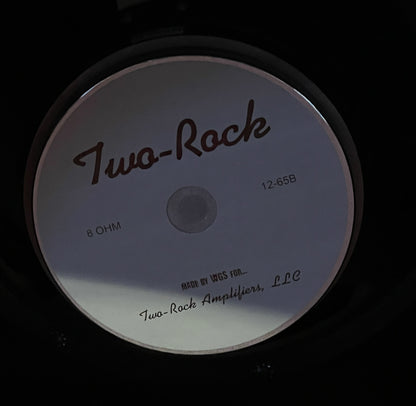 Two-Rock
8 OHM
12-65B
MADE BY WGS FOR...
Two-Rock Amplifiers, LLC